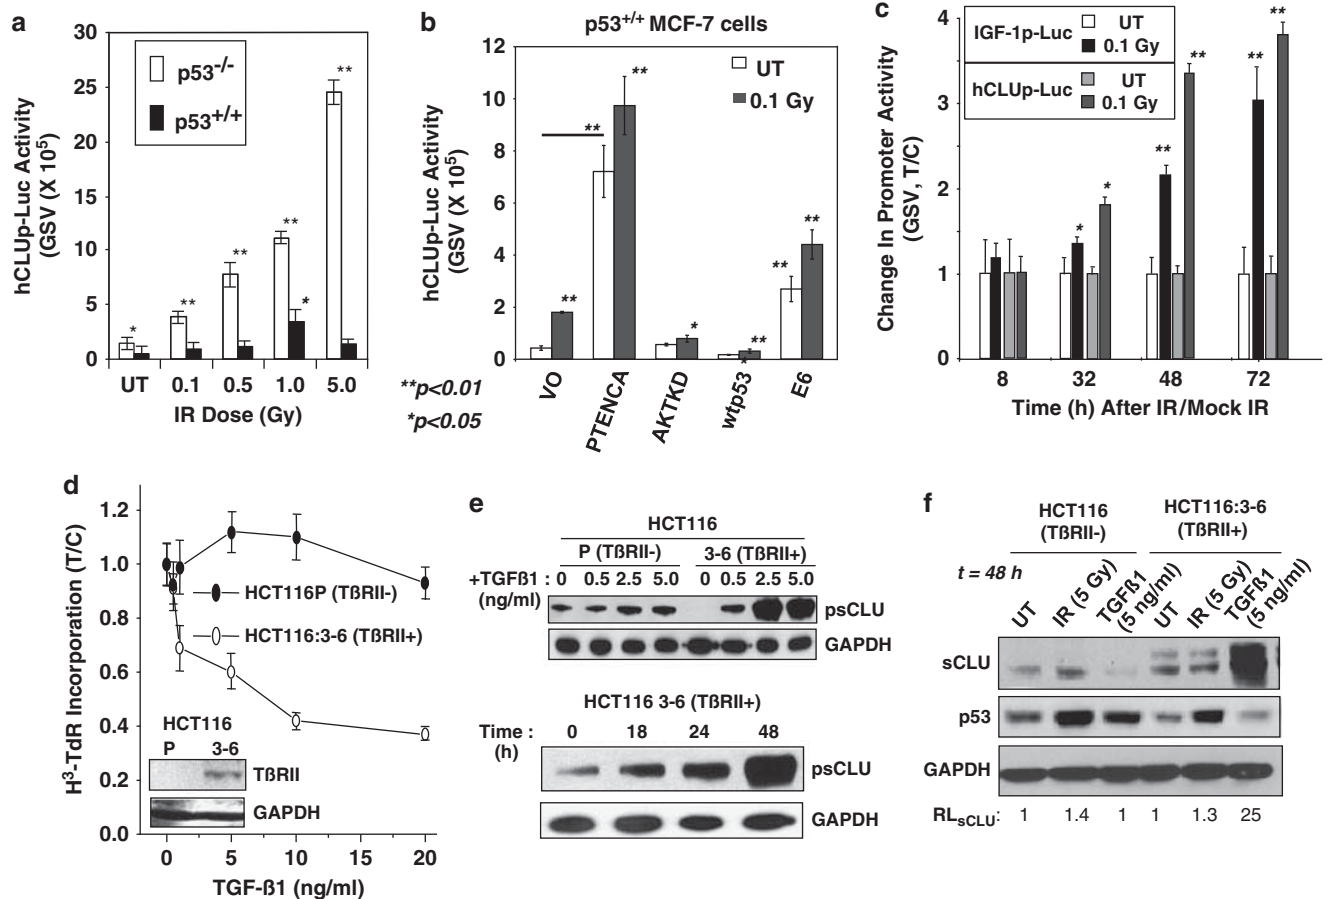 a
30
25
20
15
10
5
0
hCLUp-Luc Activity
(GSV (X 10⁵)
p53⁻/⁻
p53⁺/⁺
*
**
**
**
*
**
UT 0.1 0.5 1.0 5.0
IR Dose (Gy)
**p<0.01
*p<0.05
b
p53⁺/⁺ MCF-7 cells
12
10
8
6
4
2
0
hCLUp-Luc Activity
(GSV (X 10⁵)
UT
0.1 Gy
**
**
**
*
**
*
**
**
VO PTENCA AKTKD wtp53 E6
c
4
3
2
1
0
Change In Promoter Activity
(GSV, T/C)
IGF-1p-Luc
UT
0.1 Gy
hCLUp-Luc
UT
0.1 Gy
*
*
**
**
**
**
8 32 48 72
Time (h) After IR/Mock IR
d
1.2
1.0
0.8
0.6
0.4
0.2
0.0
H³-TdR Incorporation (T/C)
HCT116P (TßRII-)
HCT116:3-6 (TßRII+)
HCT116
P 3-6
TßRII
GAPDH
0 5 10 15 20
TGF-ß1 (ng/ml)
e
HCT116
P (TßRII-) 3-6 (TßRII+)
+TGFß1 : 0 0.5 2.5 5.0 0 0.5 2.5 5.0
(ng/ml)
psCLU
GAPDH
HCT116 3-6 (TßRII+)
Time : 0 18 24 48
(h)
psCLU
GAPDH
f
HCT116
(TßRII-)
HCT116:3-6
(TßRII+)
t = 48 h
UT
IR (5 Gy)
TGFß1
(5 ng/ml)
UT
IR (5 Gy)
TGFß1
(5 ng/ml)
sCLU
p53
GAPDH
RLsCLU: 1 1.4 1 1 1.3 25